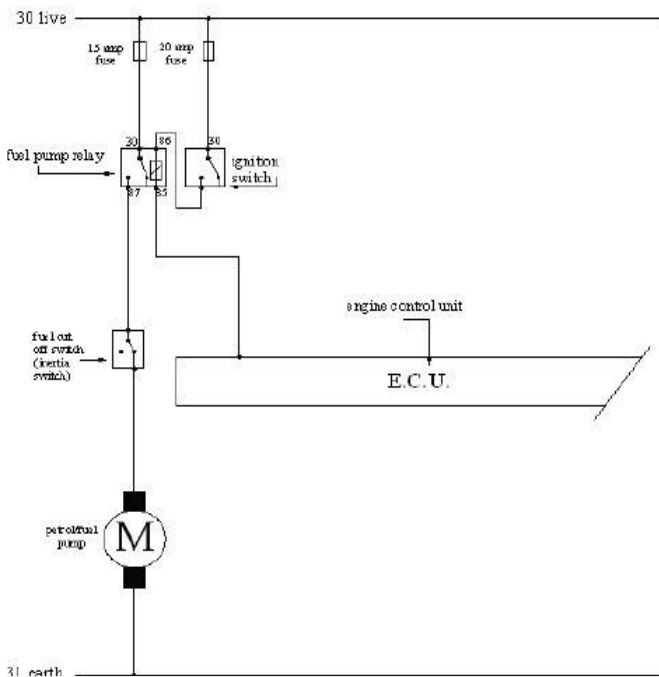 30 live
15 amp
fuse
20 amp
fuse
30
86
30
fuel pump relay
ignition
switch
87
85
engine control unit
fuel cut
off switch
(inertia
switch)
E.C.U.
petrol/fuel
pump
M
31 earth